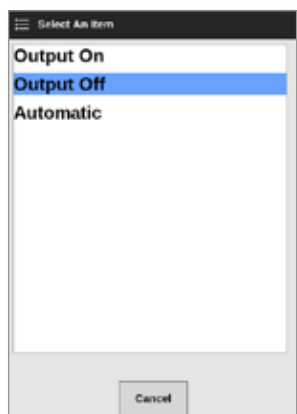 Select An Item
Output On
Output Off
Automatic
Cancel